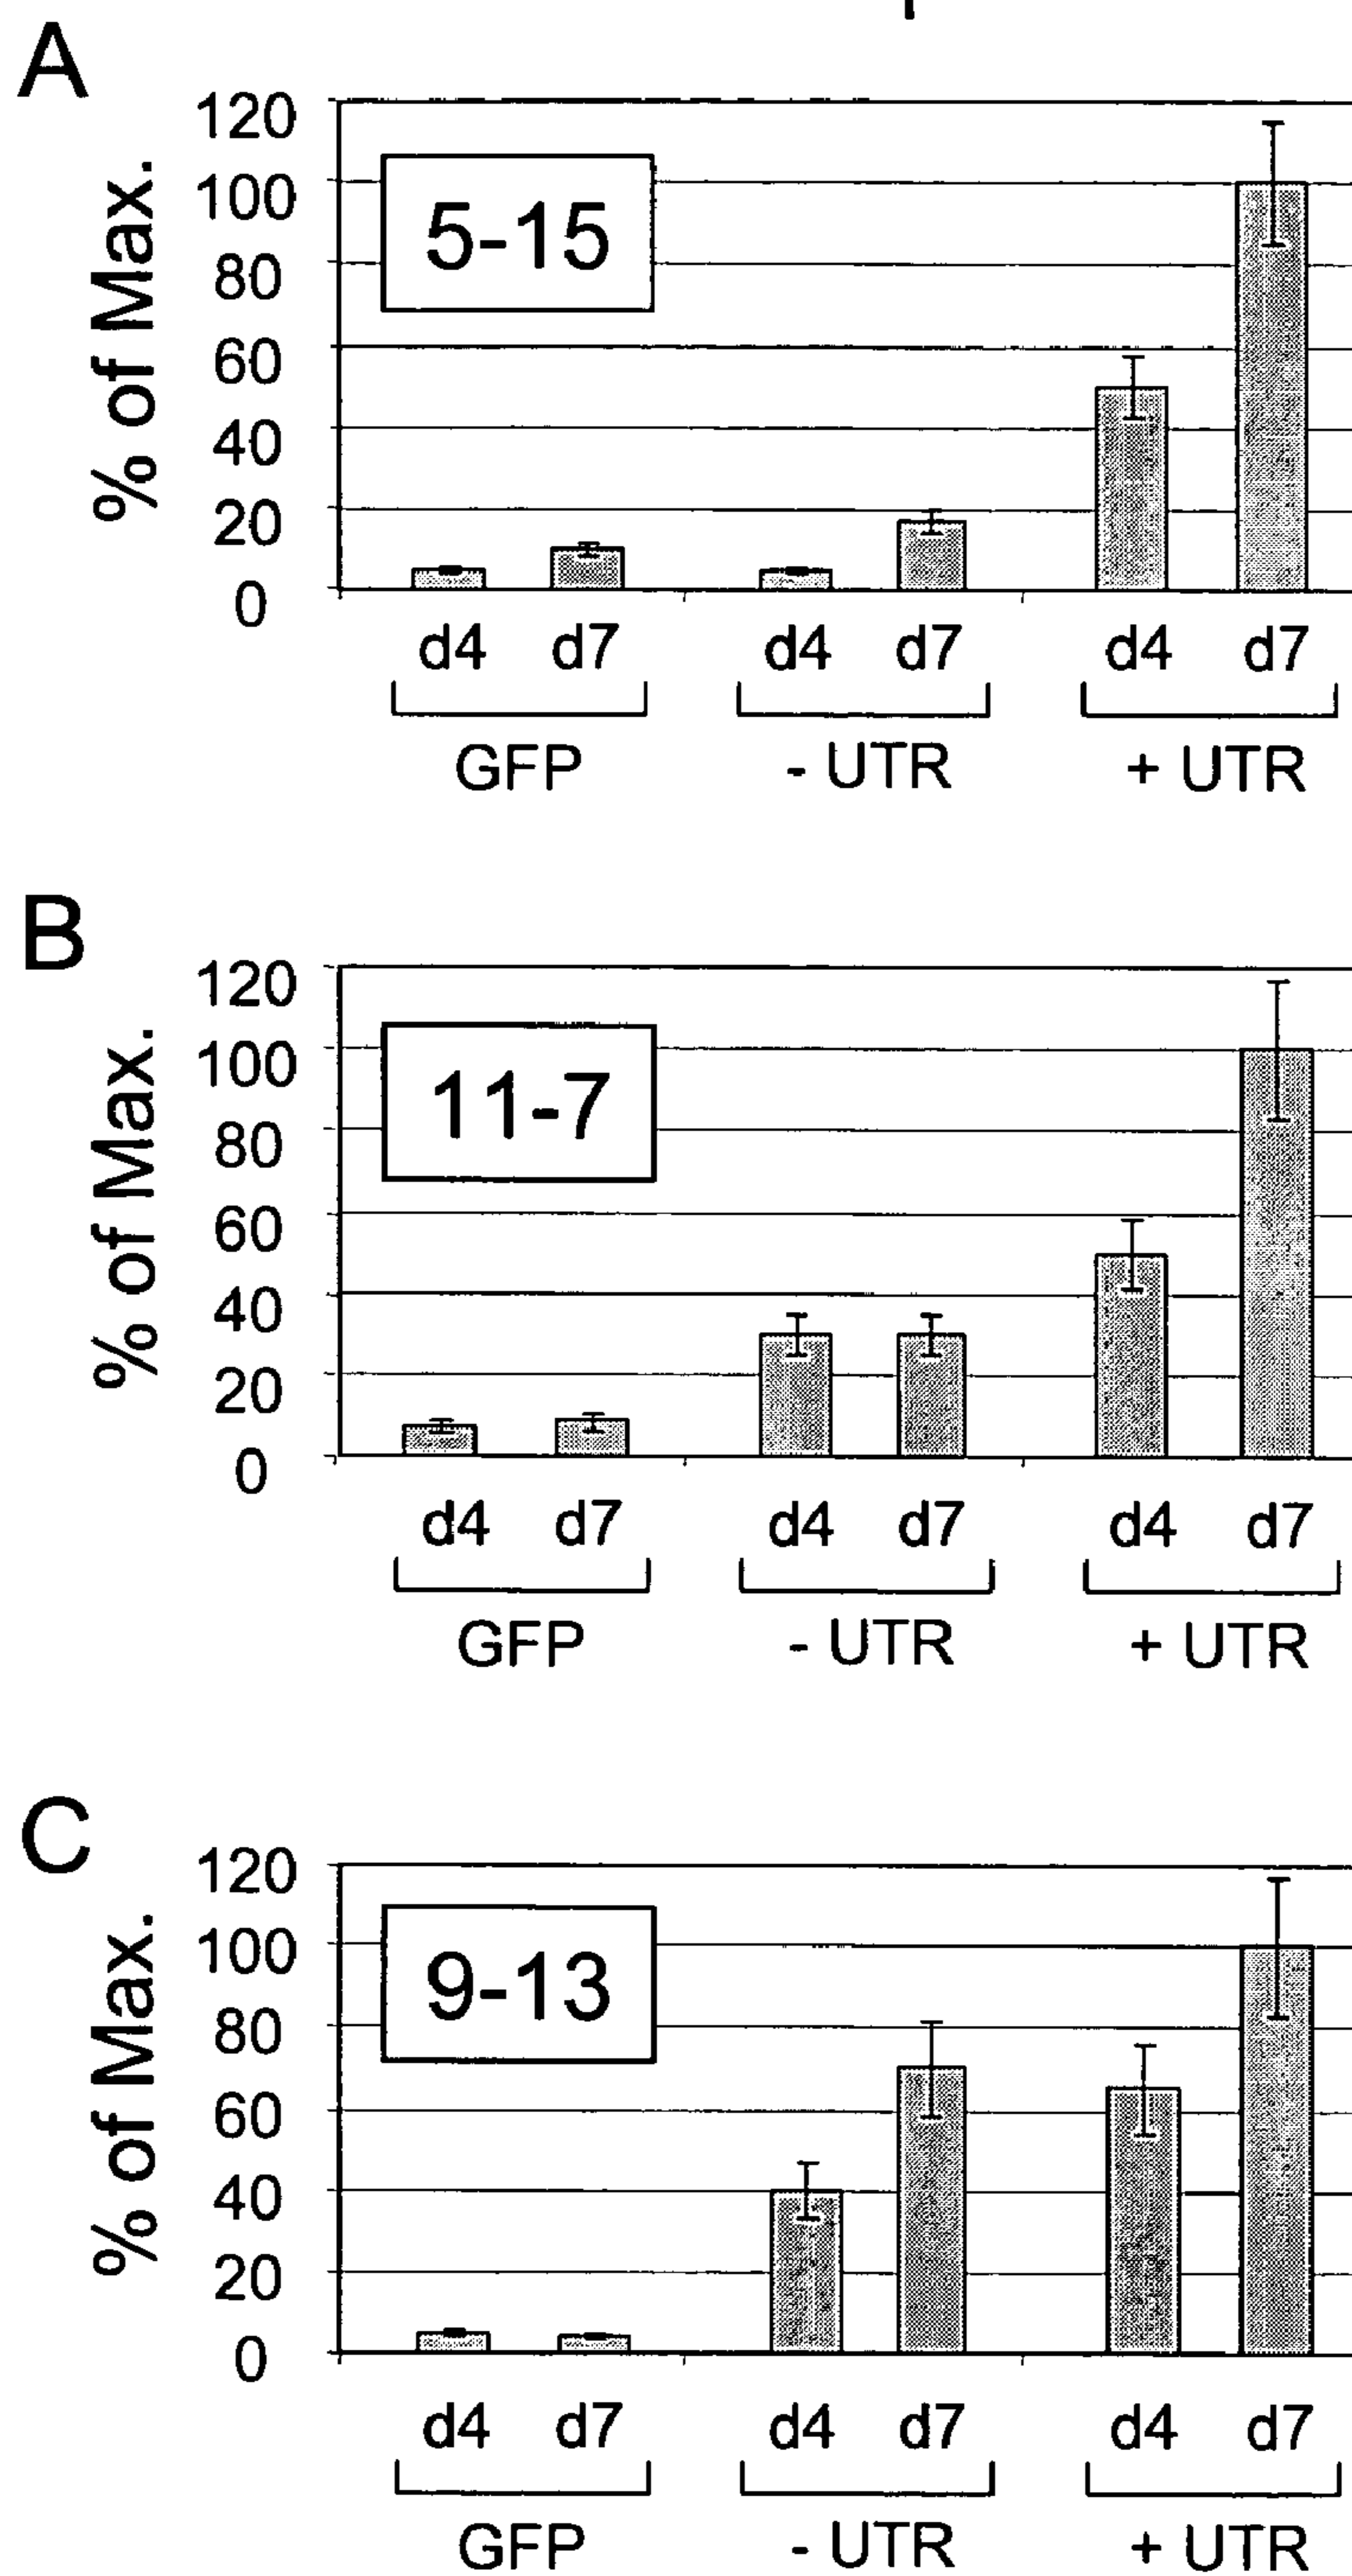 A
% of Max.
120
100
80
60
40
20
0
5-15
d4 d7 d4 d7 d4 d7
GFP - UTR + UTR
B
% of Max.
120
100
80
60
40
20
0
11-7
d4 d7 d4 d7 d4 d7
GFP - UTR + UTR
C
% of Max.
120
100
80
60
40
20
0
9-13
d4 d7 d4 d7 d4 d7
GFP - UTR + UTR